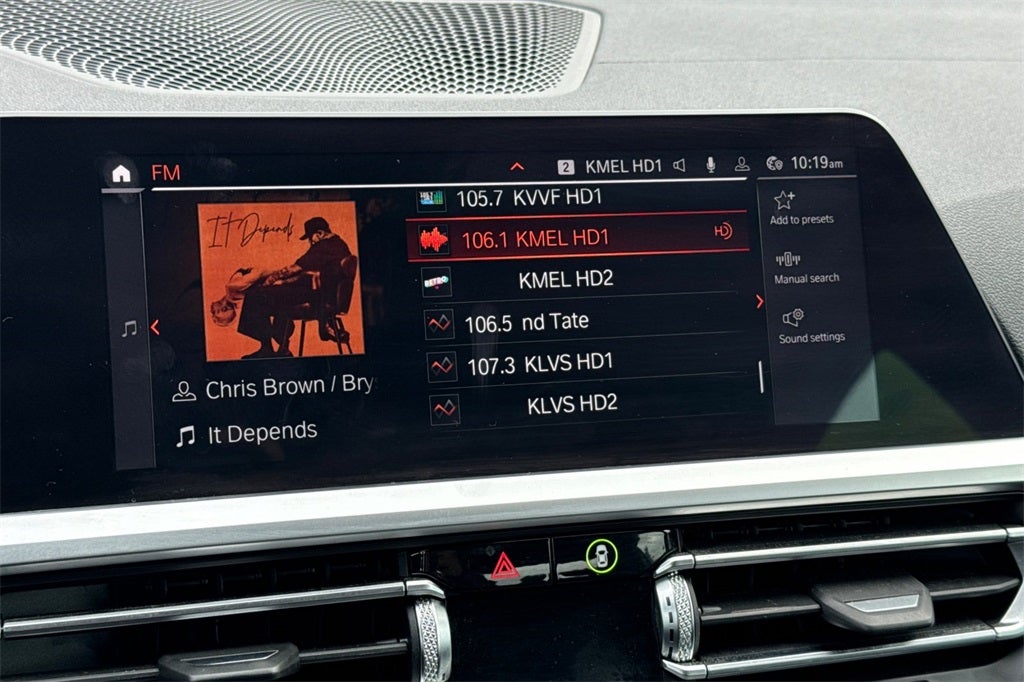 FM
2 KMEL HD1
10:19am
It Depends
105.7 KVVF HD1
106.1 KMEL HD1 HD
KMEL HD2
106.5 nd Tate
107.3 KLVS HD1
KLVS HD2
Chris Brown / Bry
It Depends
Add to presets
Manual search
Sound settings